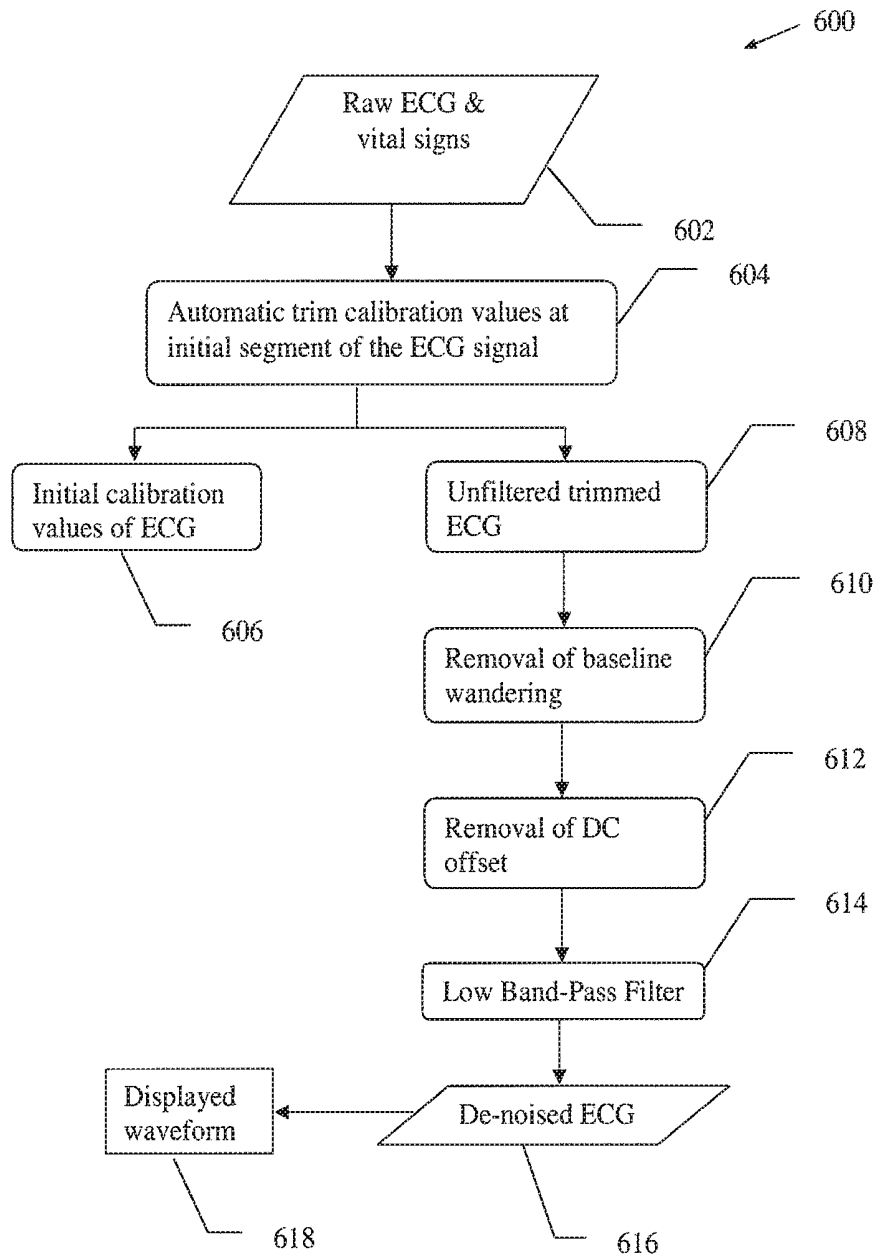 600
Raw ECG &
vital signs
602
604
Automatic trim calibration values at
initial segment of the ECG signal
608
Initial calibration
values of ECG
Unfiltered trimmed
ECG
606
610
Removal of baseline
wandering
612
Removal of DC
offset
614
Low Band-Pass Filter
Displayed
waveform
De-noised ECG
618
616